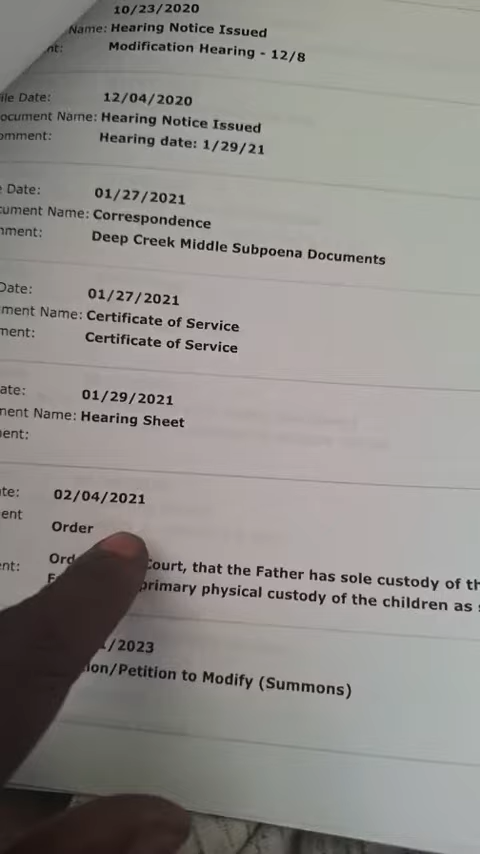 10/23/2020
Name: Hearing Notice Issued
nt: Modification Hearing - 12/8
ile Date: 12/04/2020
ocument Name: Hearing Notice Issued
omment: Hearing date: 1/29/21
e Date: 01/27/2021
cument Name: Correspondence
mment: Deep Creek Middle Subpoena Documents
Date: 01/27/2021
ment Name: Certificate of Service
ment: Certificate of Service
ate: 01/29/2021
ment Name: Hearing Sheet
ent:
te: 02/04/2021
ent
Order
ent: Ord Court, that the Father has sole custody of th
primary physical custody of the children as
1/2023
ion/Petition to Modify (Summons)